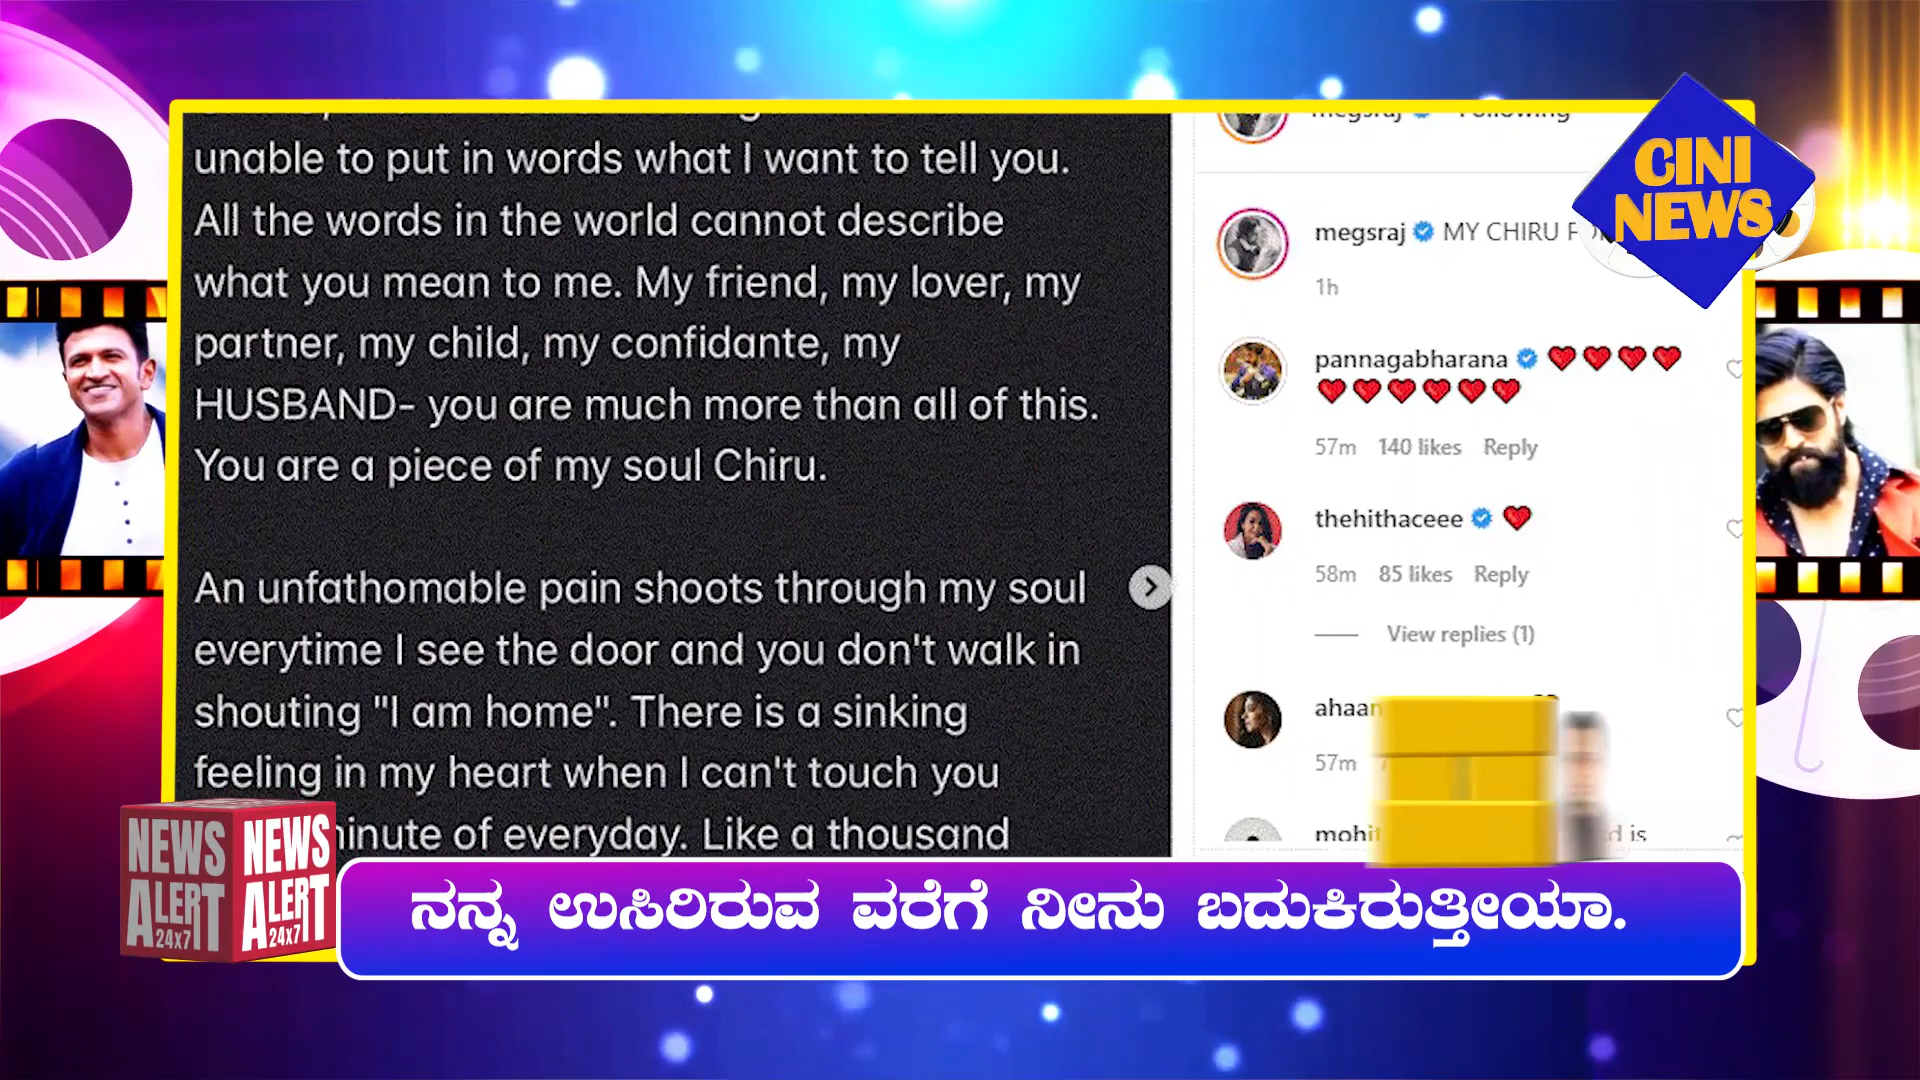 unable to put in words what I want to tell you.
All the words in the world cannot describe
what you mean to me. My friend, my lover, my
partner, my child, my confidante, my
HUSBAND- you are much more than all of this.
You are a piece of my soul Chiru.
An unfathomable pain shoots through my soul
everytime I see the door and you don't walk in
shouting "I am home". There is a sinking
feeling in my heart when I can't touch you
minute of everyday. Like a thousand
megsraj Following
megsraj MY CHIRU
1h
pannagabharana
57m 140 likes Reply
thehithaceee
58m 85 likes Reply
View replies (1)
57m
is
CINI
NEWS
NEWS
ALERT
24x7
NEWS
ALERT
24x7
ನನ್ನ ಉಸಿರಿರುವ ವರೆಗೆ ನೀನು ಬದುಕಿರುತ್ತೀಯಾ.